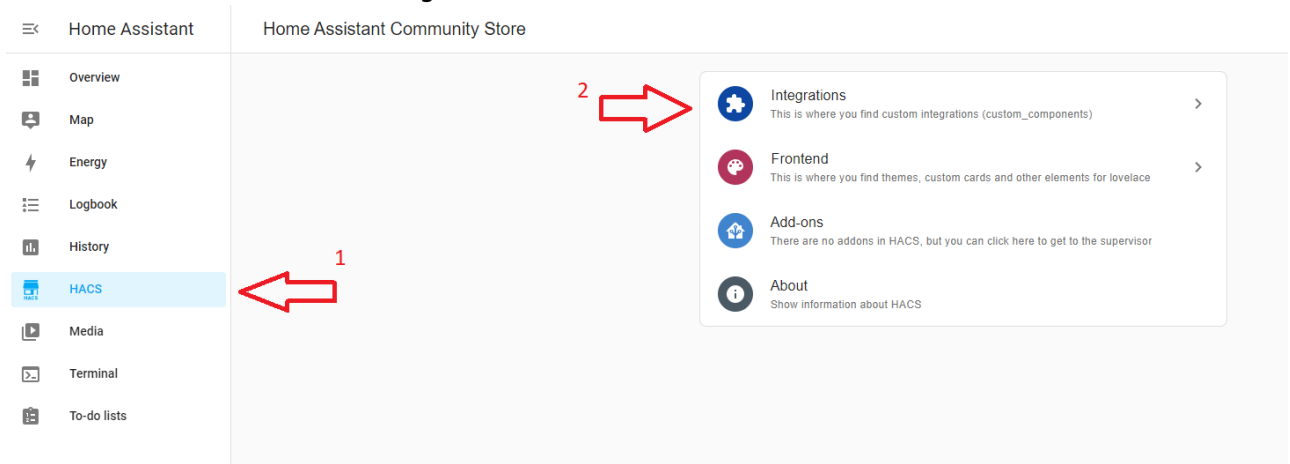 Home Assistant
Home Assistant Community Store
Overview
Map
Energy
Logbook
History
HACS
HACS
Media
Terminal
To-do lists
1
2
Integrations
This is where you find custom integrations (custom_components)
Frontend
This is where you find themes, custom cards and other elements for lovelace
Add-ons
There are no addons in HACS, but you can click here to get to the supervisor
About
Show information about HACS